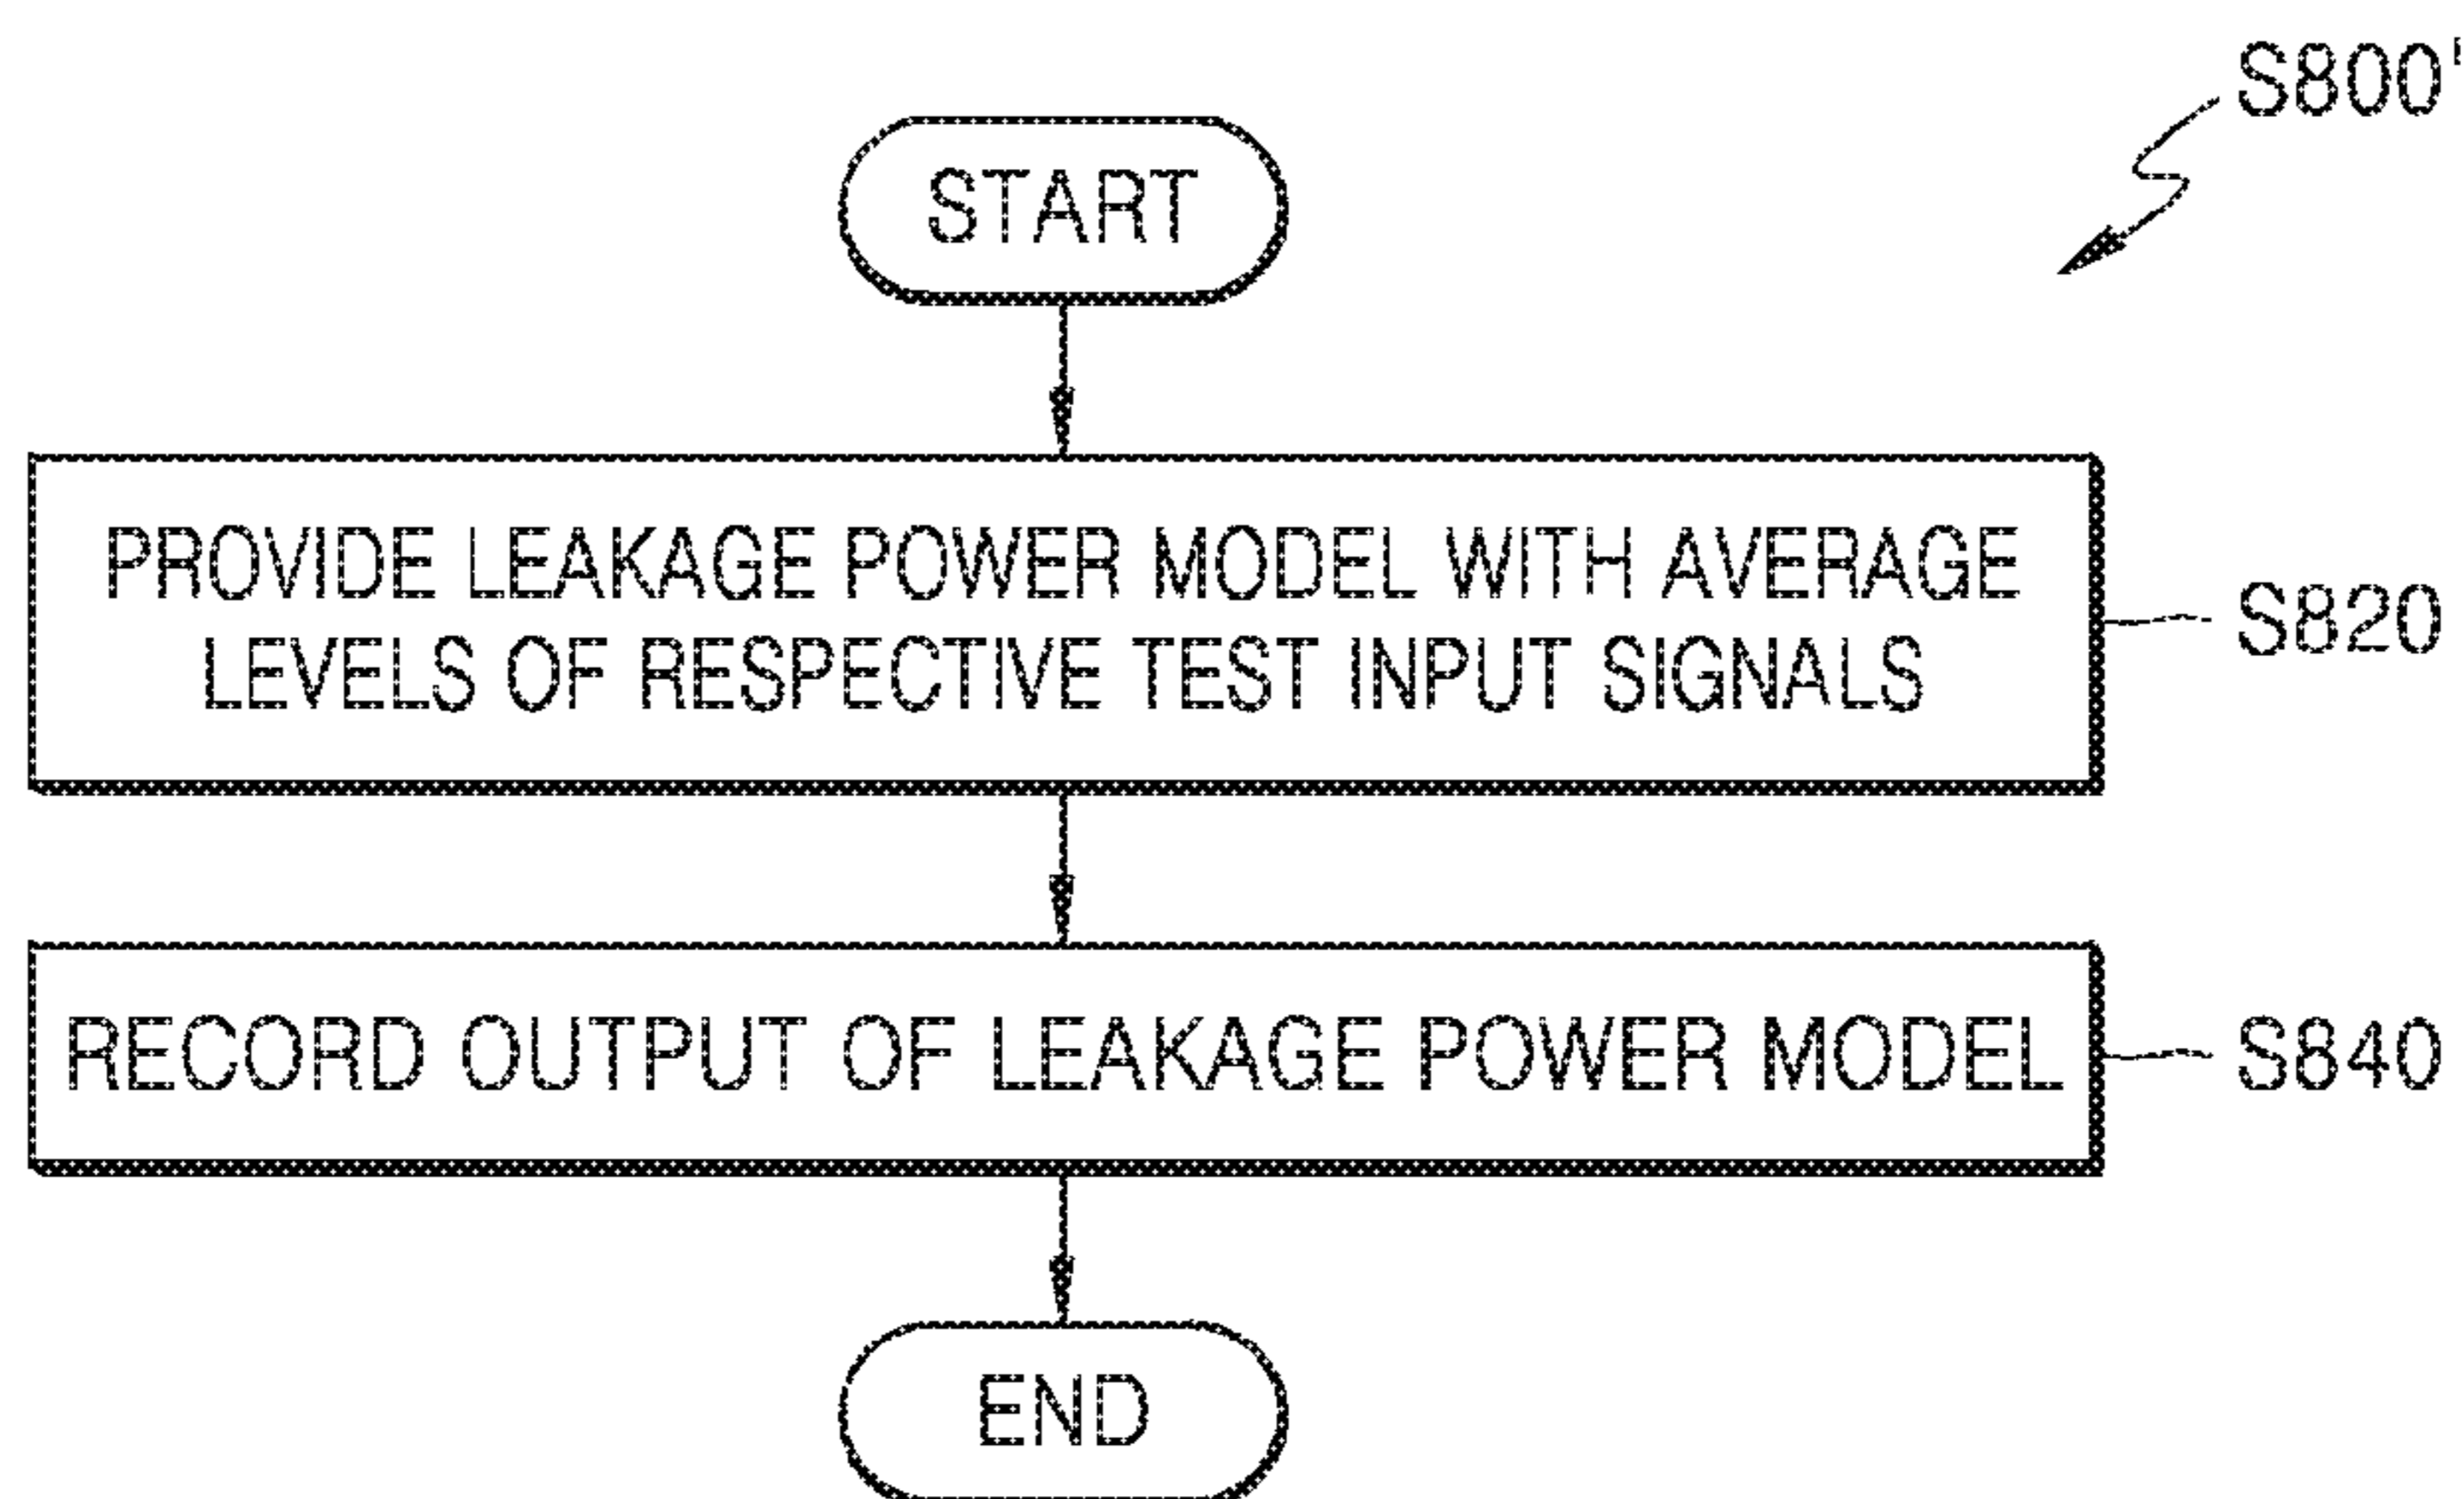 S800'
START
PROVIDE LEAKAGE POWER MODEL WITH AVERAGE
LEVELS OF RESPECTIVE TEST INPUT SIGNALS
S820
RECORD OUTPUT OF LEAKAGE POWER MODEL
S840
END